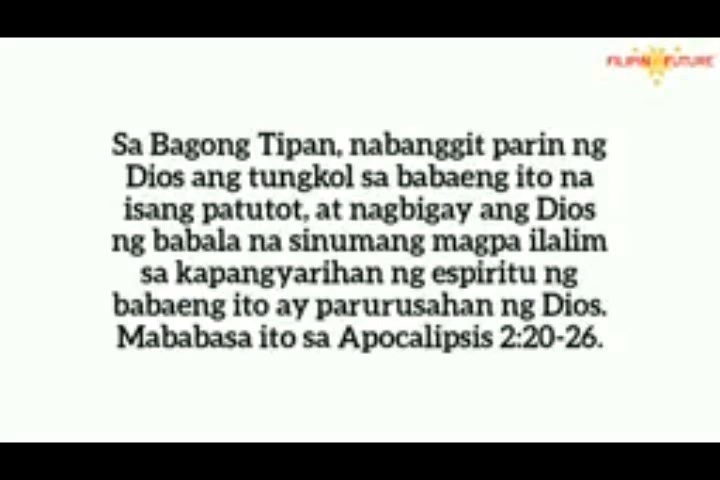 FILIPINO FUTURE
Sa Bagong Tipan, nabanggit parin ng
Dios ang tungkol sa babaeng ito na
isang patutot, at nagbigay ang Dios
ng babala na sinumang magpa ilalim
sa kapangyarihan ng espiritu ng
babaeng ito ay parurusahan ng Dios.
Mababasa ito sa Apocalipsis 2:20-26.